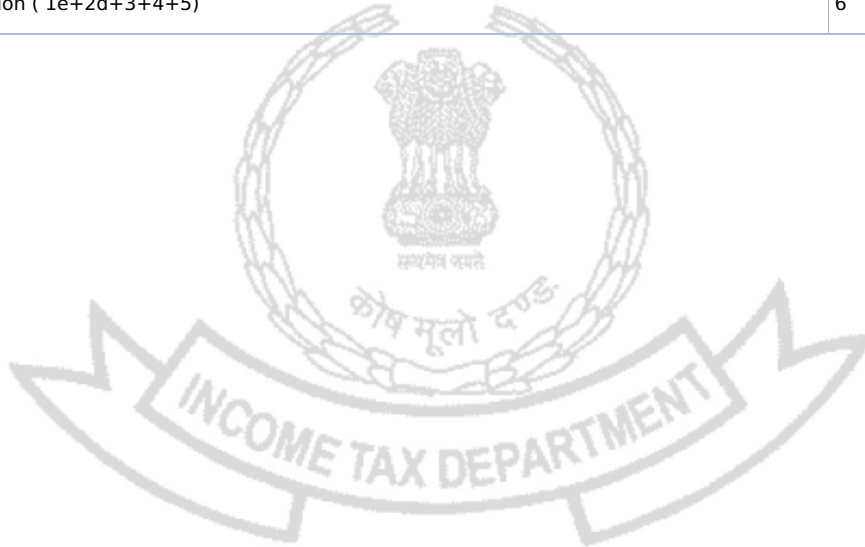 ion ( 1e+2d+3+4+5) 6
सत्यमेव जयते
कोष मूलो दण्ड
INCOME TAX DEPARTMENT